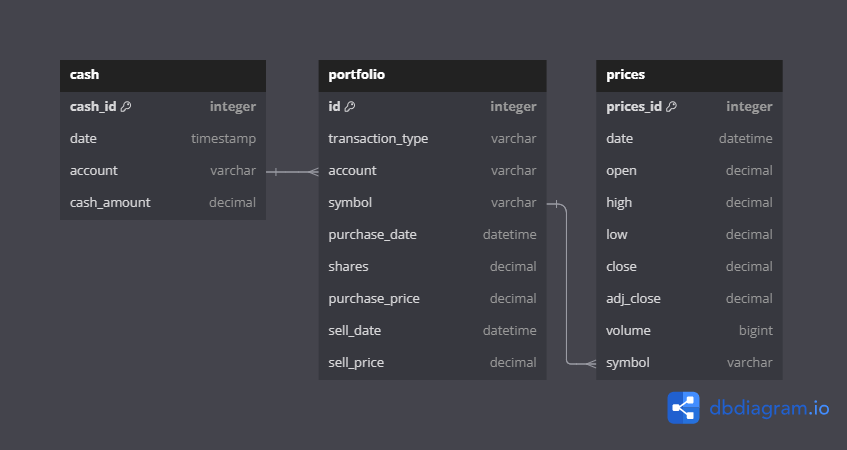 cash
cash_id integer
date timestamp
account varchar
cash_amount decimal
portfolio
id integer
transaction_type varchar
account varchar
symbol varchar
purchase_date datetime
shares decimal
purchase_price decimal
sell_date datetime
sell_price decimal
prices
prices_id integer
date datetime
open decimal
high decimal
low decimal
close decimal
adj_close decimal
volume bigint
symbol varchar
dbdiagram.io